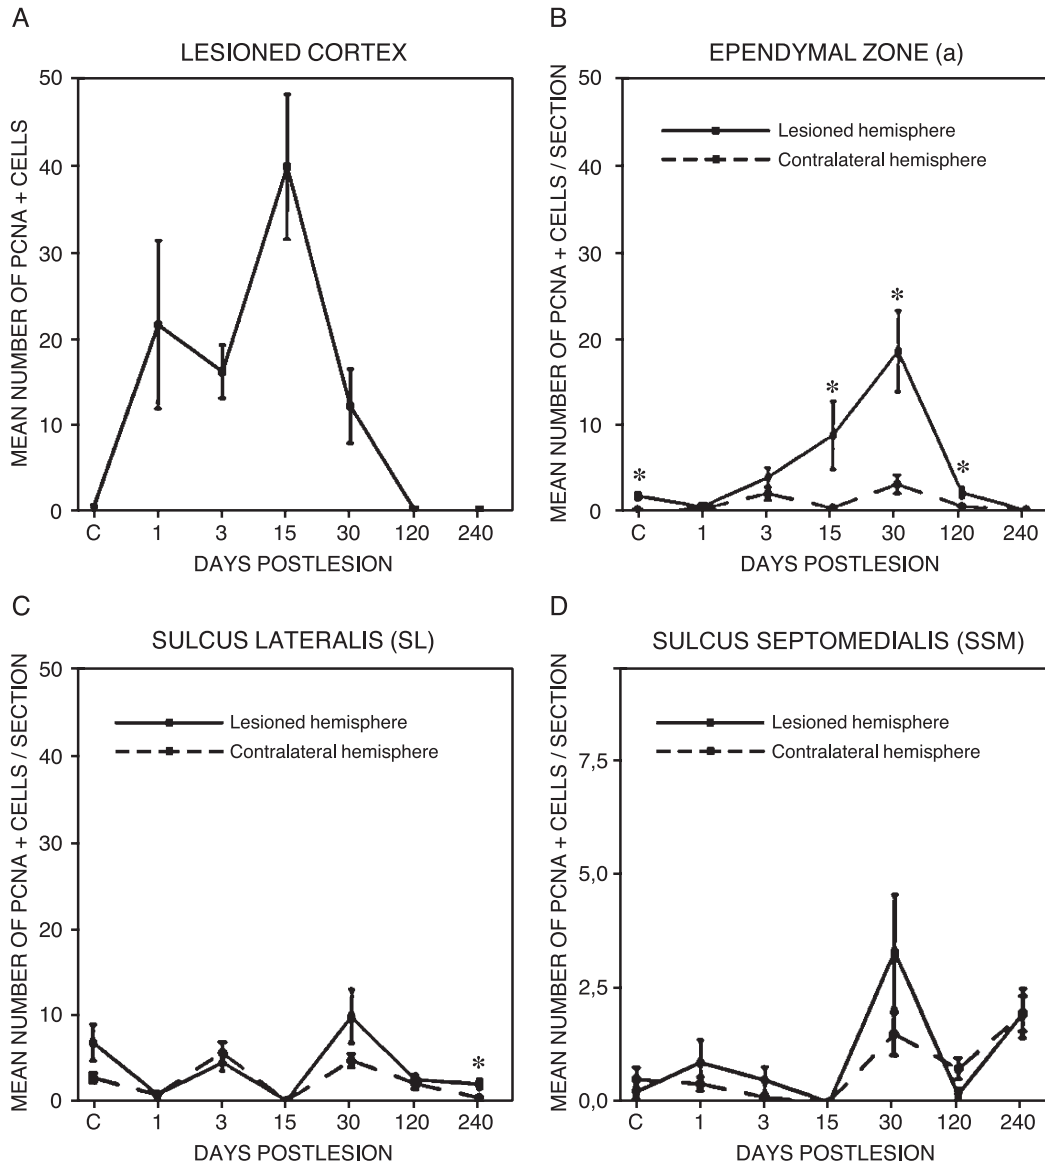 A
LESIONED CORTEX
MEAN NUMBER OF PCNA + CELLS
50
40
30
20
10
0
C 1 3 15 30 120 240
DAYS POSTLESION
B
EPENDYMAL ZONE (a)
MEAN NUMBER OF PCNA + CELLS / SECTION
50
40
30
20
10
0
Lesioned hemisphere
Contralateral hemisphere
*
*
*
*
C 1 3 15 30 120 240
DAYS POSTLESION
C
SULCUS LATERALIS (SL)
MEAN NUMBER OF PCNA + CELLS / SECTION
50
40
30
20
10
0
Lesioned hemisphere
Contralateral hemisphere
*
C 1 3 15 30 120 240
DAYS POSTLESION
D
SULCUS SEPTOMEDIALIS (SSM)
MEAN NUMBER OF PCNA + CELLS / SECTION
7,5
5,0
2,5
0,0
Lesioned hemisphere
Contralateral hemisphere
C 1 3 15 30 120 240
DAYS POSTLESION